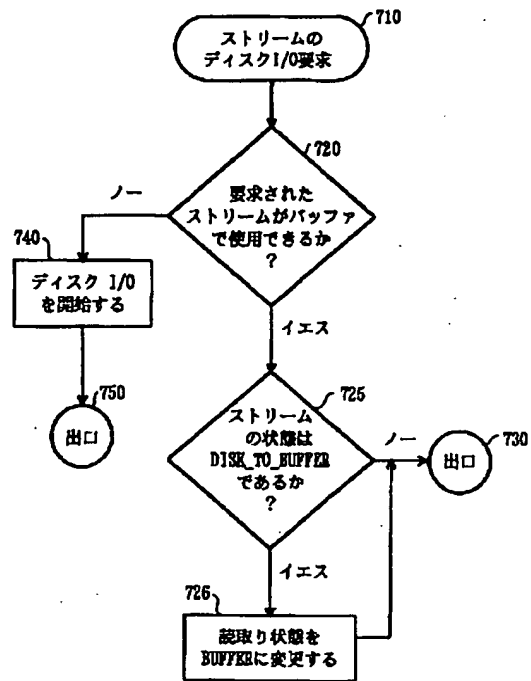 710
ストリームの
ディスクI/O要求
720
要求された
ストリームがバッファ
で使用できるか
?
ノー
740
ディスク I/O
を開始する
イエス
750
出口
725
ストリーム
の状態は
DISK_TO_BUFFER
であるか
?
ノー
730
出口
イエス
726
読取り状態を
BUFFERに変更する